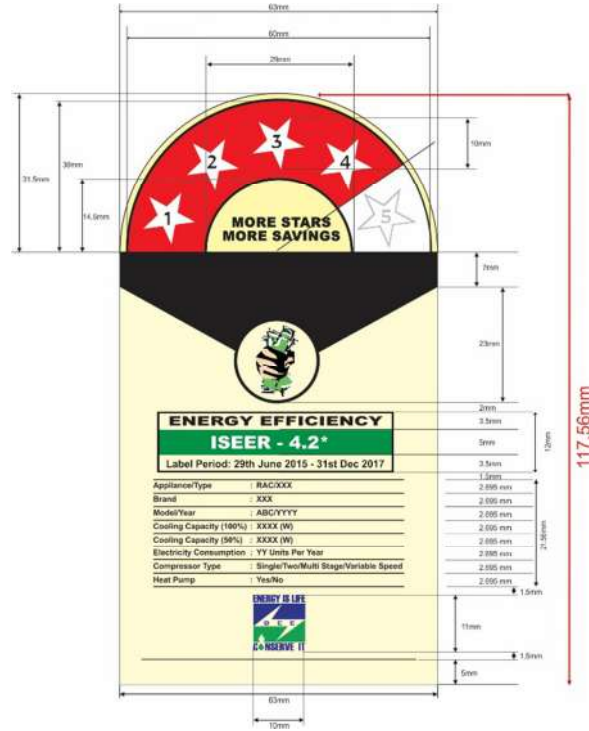 63mm
60mm
29mm
31.5mm
30mm
14.5mm
1
2
3
4
5
10mm
MORE STARS
MORE SAVINGS
7mm
23mm
117.56mm
2mm
ENERGY EFFICIENCY
3.5mm
ISEER - 4.2*
5mm
12mm
Label Period: 29th June 2015 - 31st Dec 2017
3.5mm
1.5mm
Appliance/Type : RAC/XXX
2.695 mm
Brand : XXX
2.695 mm
Model/Year : ABC/YYYY
2.695 mm
Cooling Capacity (100%) : XXXX (W)
2.695 mm
Cooling Capacity (50%) : XXXX (W)
2.695 mm
Electricity Consumption : YY Units Per Year
2.695 mm
Compressor Type : Single/Two/Multi Stage/Variable Speed
2.695 mm
Heat Pump : Yes/No
2.695 mm
21.56mm
1.5mm
ENERGY IS LIFE
BEE
CONSERVE IT
11mm
1.5mm
5mm
63mm
10mm